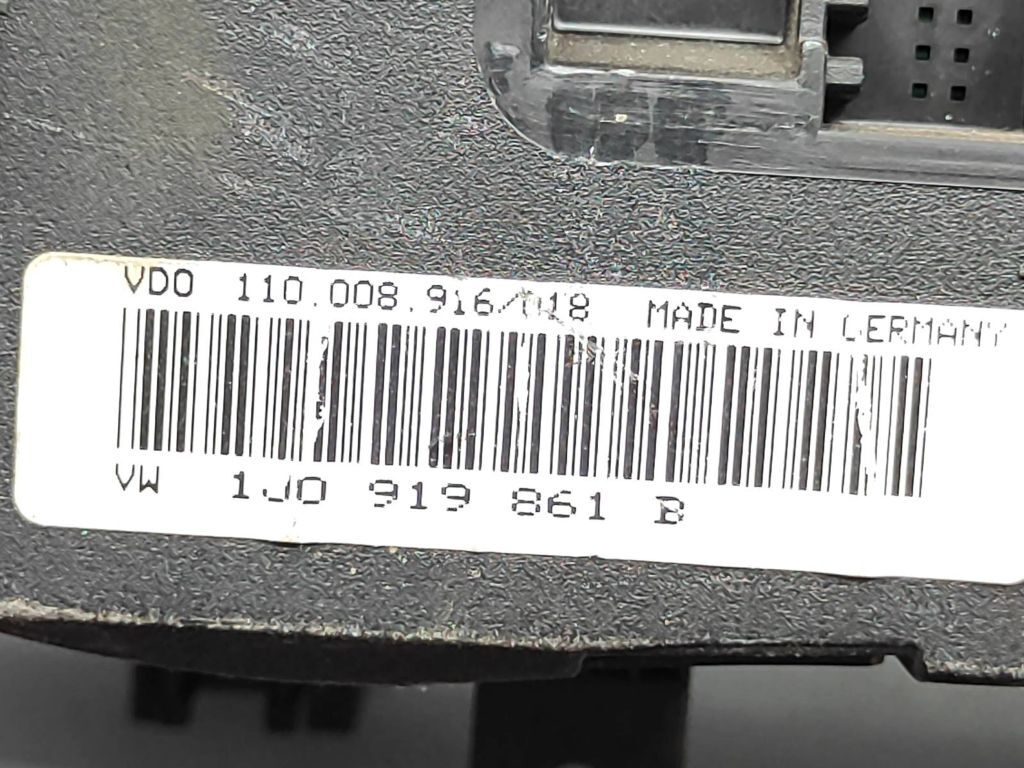 VDO 110.008.916/018 MADE IN GERMANY
VW 1J0 919 861 B